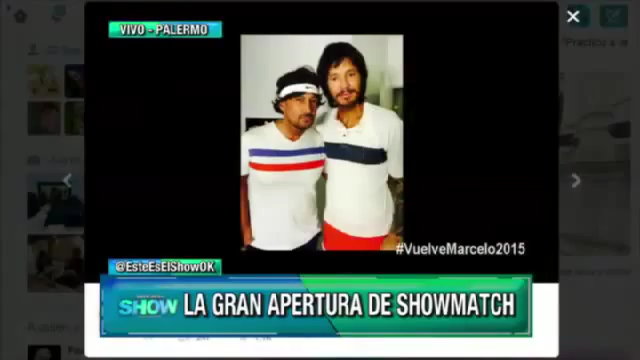 VIVO - PALERMO
#VuelveMarcelo2015
@EsteEsElShowOK
SHOW
LA GRAN APERTURA DE SHOWMATCH